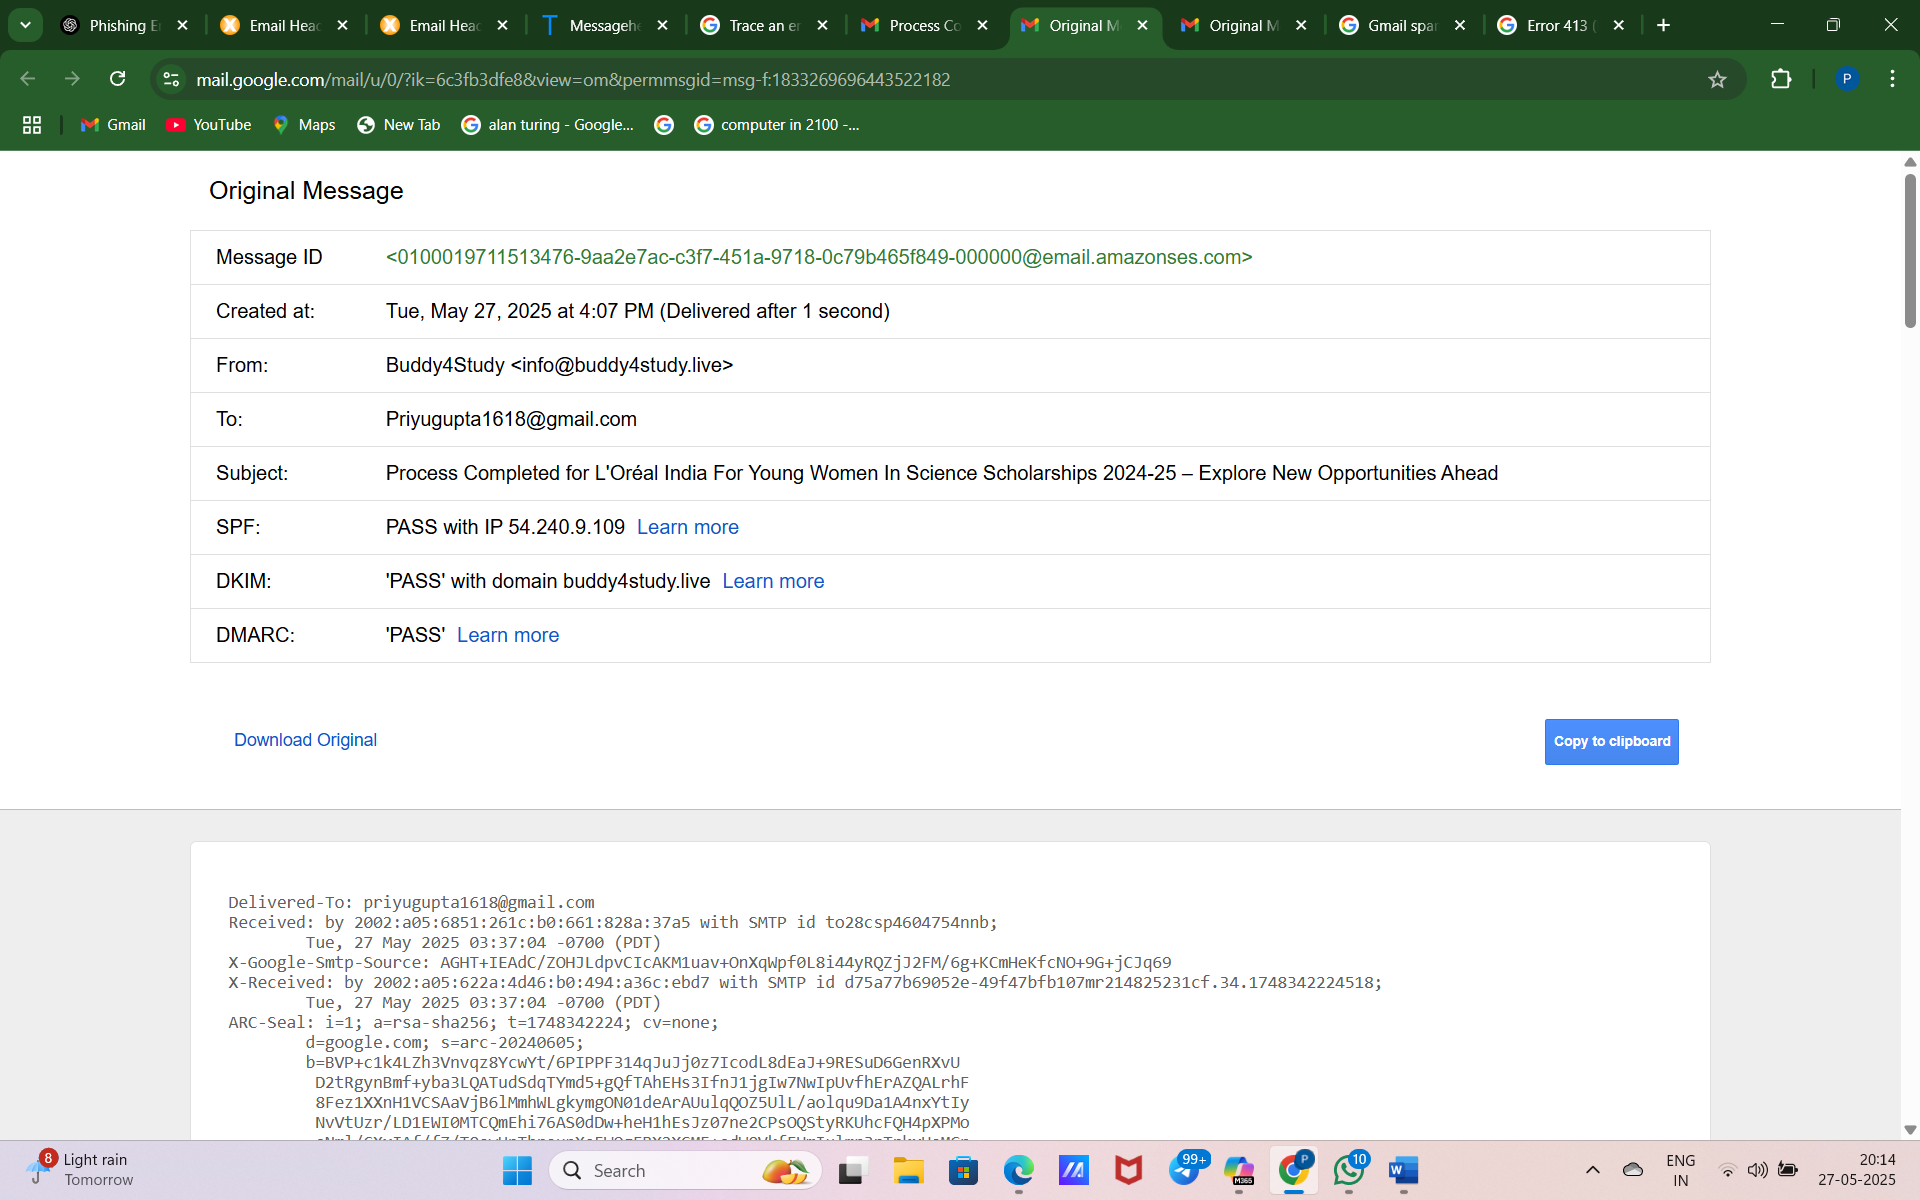 Phishing E
Email Head
Email Head
Messagehe
Trace an er
Process Co
Original M
Original M
Gmail spar
Error 413 (
mail.google.com/mail/u/0/?ik=6c3fb3dfe8&view=om&permmsgid=msg-f:1833269696443522182
P
Gmail
YouTube
Maps
New Tab
alan turing - Google...
computer in 2100 -...
Original Message
Message ID <0100019711513476-9aa2e7ac-c3f7-451a-9718-0c79b465f849-000000@email.amazonses.com>
Created at: Tue, May 27, 2025 at 4:07 PM (Delivered after 1 second)
From: Buddy4Study <info@buddy4study.live>
To: Priyugupta1618@gmail.com
Subject: Process Completed for L'Oréal India For Young Women In Science Scholarships 2024-25 – Explore New Opportunities Ahead
SPF: PASS with IP 54.240.9.109 Learn more
DKIM: 'PASS' with domain buddy4study.live Learn more
DMARC: 'PASS' Learn more
Download Original
Copy to clipboard
Delivered-To: priyugupta1618@gmail.com
Received: by 2002:a05:6851:261c:b0:661:828a:37a5 with SMTP id to28csp4604754nnb;
Tue, 27 May 2025 03:37:04 -0700 (PDT)
X-Google-Smtp-Source: AGHT+IEAdC/ZOHJLdpvCIcAKM1uav+OnXqWpf0L8i44yRQZjJ2FM/6g+KCmHeKfcNO+9G+jCJq69
X-Received: by 2002:a05:622a:4d46:b0:494:a36c:ebd7 with SMTP id d75a77b69052e-49f47bfb107mr214825231cf.34.1748342224518;
Tue, 27 May 2025 03:37:04 -0700 (PDT)
ARC-Seal: i=1; a=rsa-sha256; t=1748342224; cv=none;
d=google.com; s=arc-20240605;
b=BVP+c1k4LZh3Vnvqz8YcwYt/6PIPPF314qJuJj0z7IcodL8dEaJ+9RESuD6GenRXvU
D2tRgynBmf+yba3LQATudSdqTYmd5+gQfTAhEHs3IfnJ1jgIw7NwIpUvfhErAZQALrhF
8Fez1XXnH1VCSAaVjB6lMmhWLgkymgON01deArAUulqQOZ5UlL/aolqu9Da1A4nxYtIy
NvVtUzr/LD1EWI0MTCQmEhi76AS0dDw+heH1hEsJz07ne2CPsOQStyRKUhcFQH4pXPMo
8
Light rain
Tomorrow
Search
99+
M365
P
10
ENG
IN
20:14
27-05-2025